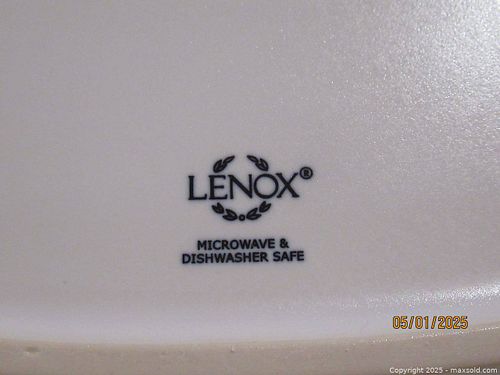 LENOX®
MICROWAVE &
DISHWASHER SAFE
05/01/2025
Copyright 2025 - maxsold.com